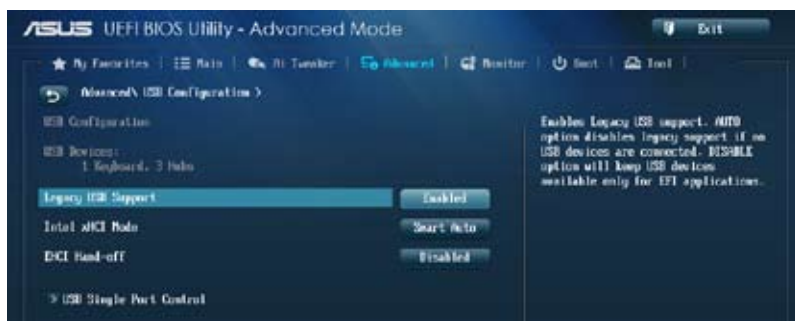 ASUS UEFI BIOS Utility - Advanced Mode
Exit
My Favorites | Main | Ai Tweaker | Advanced | Monitor | Boot | Tool
Advanced\ USB Configuration >
USB Configuration
USB Devices:
1 Keyboard, 3 Hubs
Legacy USB Support Enabled
Intel xHCI Mode Smart Auto
EHCI Hand-off Disabled
> USB Single Port Control
Enables Legacy USB support. AUTO
option disables legacy support if no
USB devices are connected. DISABLE
option will keep USB devices
available only for EFI applications.